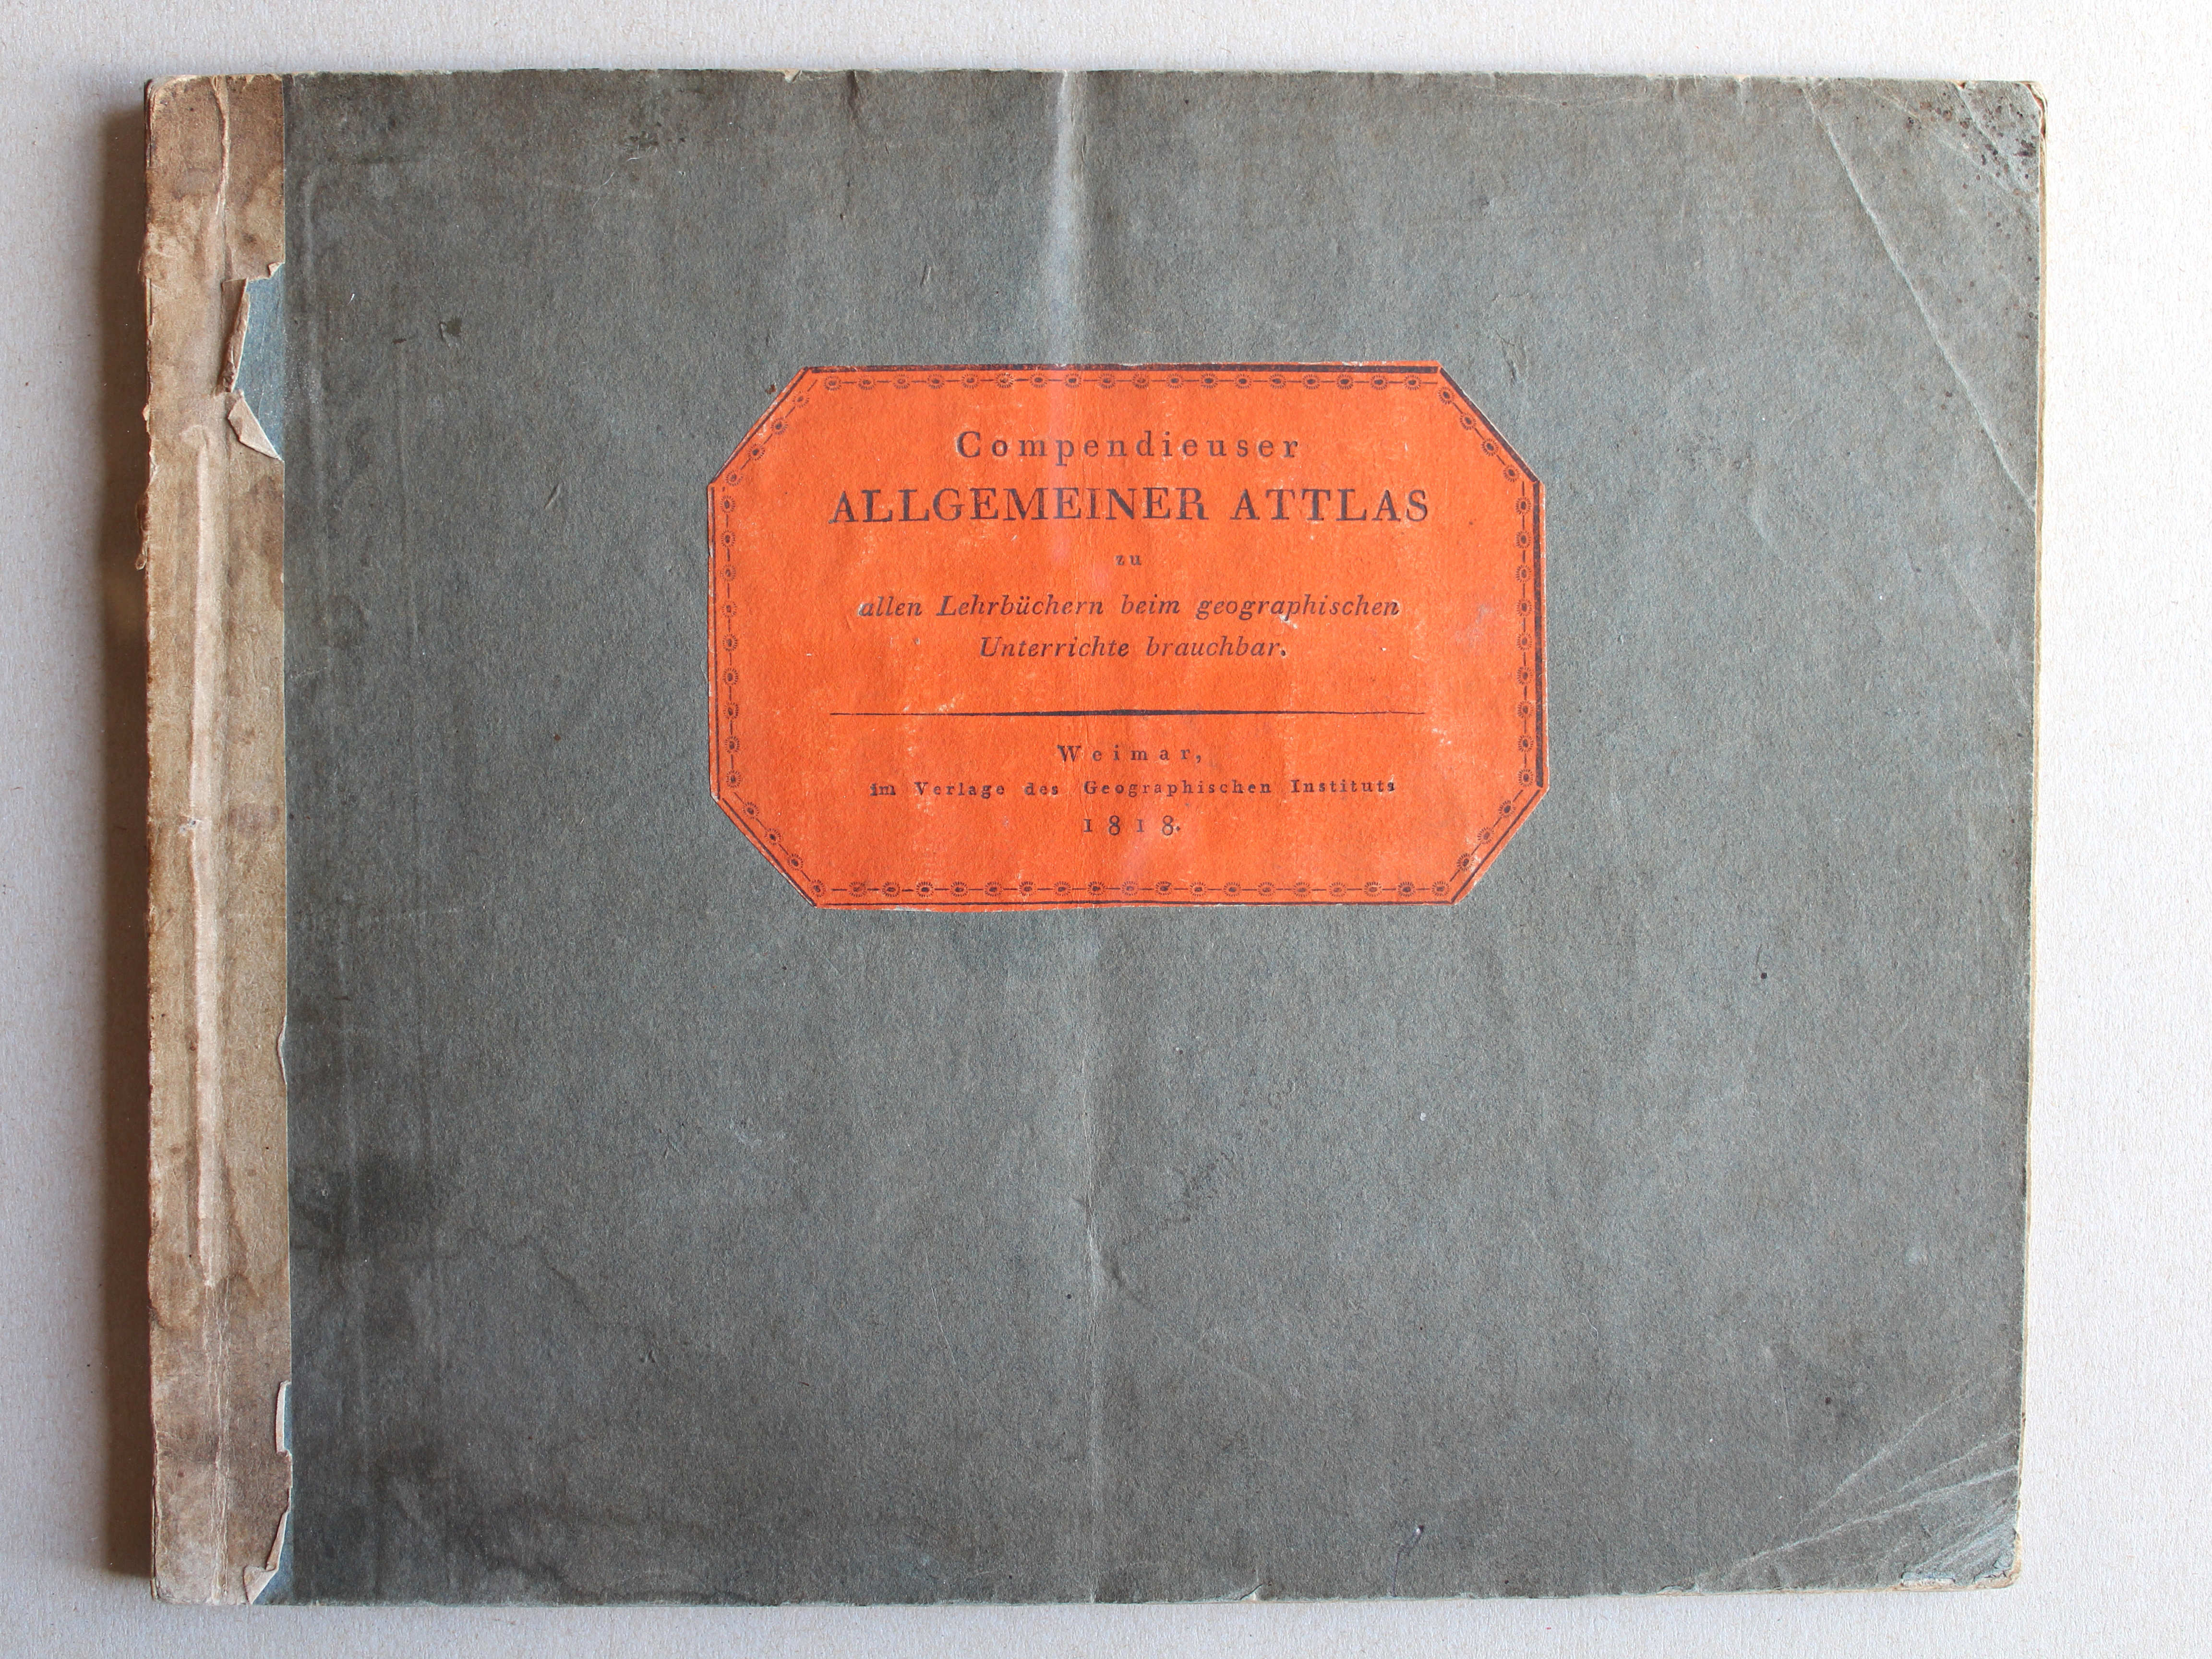 Compendieuser
ALLGEMEINER ATTLAS
zu
allen Lehrbüchern beim geographischen
Unterrichte brauchbar.
Weimar,
im Verlage des Geographischen Instituts
1818.